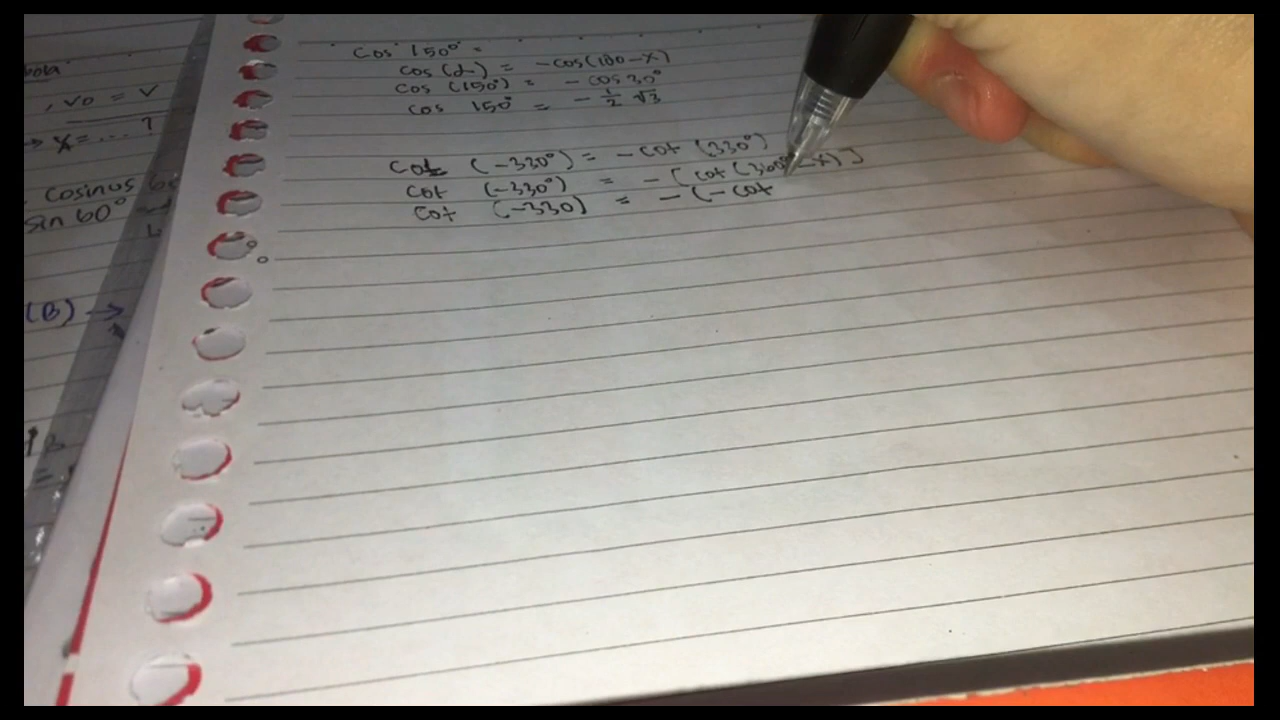 bola
, vo = v
→ x = ... ?
cosinus
sin 60°
(B) →
B
=
cos 150° =
cos (α) = -cos(180-x)
cos (150°) = - cos 30°
cos 150° = - 1/2 √3
cot (-330°) = - cot (330°)
cot (-330°) = - [cot (360° - x)]
cot (-330) = - (- cot